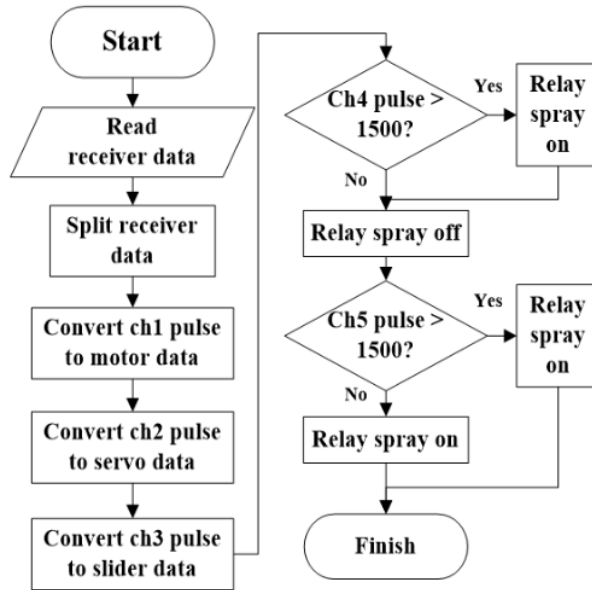 Start
Read
receiver data
Split receiver
data
Convert ch1 pulse
to motor data
Convert ch2 pulse
to servo data
Convert ch3 pulse
to slider data
Ch4 pulse >
1500?
Yes
Relay
spray
on
No
Relay spray off
Ch5 pulse >
1500?
Yes
Relay
spray
on
No
Relay spray on
Finish